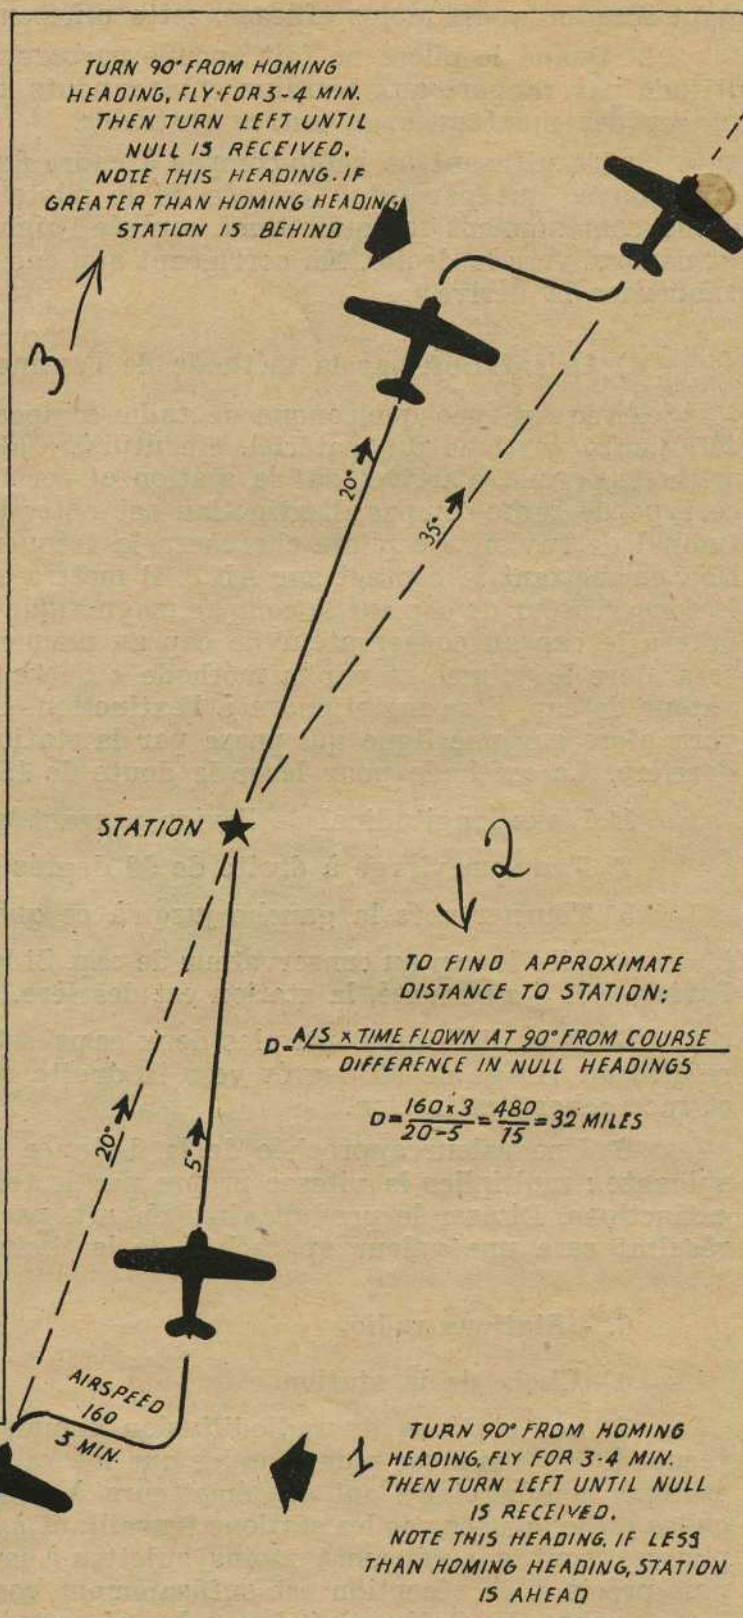 TURN 90° FROM HOMING
HEADING, FLY FOR 3-4 MIN.
THEN TURN LEFT UNTIL
NULL IS RECEIVED.
NOTE THIS HEADING. IF
GREATER THAN HOMING HEADING
STATION IS BEHIND
3
20°
35°
STATION
2
TO FIND APPROXIMATE
DISTANCE TO STATION:
D= A/S x TIME FLOWN AT 90° FROM COURSE
DIFFERENCE IN NULL HEADINGS
D= 160 x 3 / 20-5 = 480 / 15 = 32 MILES
20°
5°
AIRSPEED
160
3 MIN.
1
TURN 90° FROM HOMING
HEADING, FLY FOR 3-4 MIN.
THEN TURN LEFT UNTIL NULL
IS RECEIVED.
NOTE THIS HEADING. IF LESS
THAN HOMING HEADING, STATION
IS AHEAD